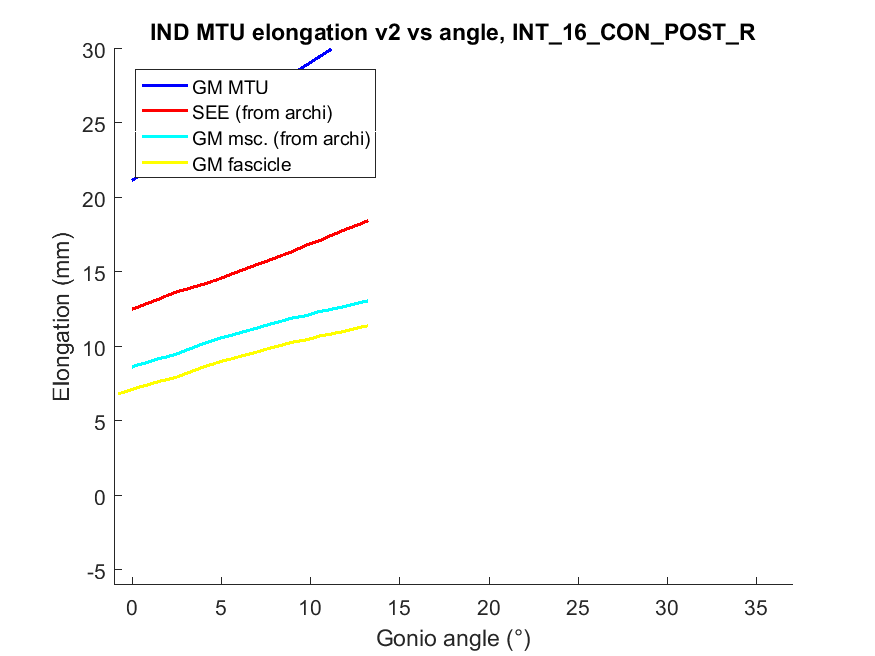 IND MTU elongation v2 vs angle, INT_16_CON_POST_R
30
25
20
15
10
5
0
-5
Elongation (mm)
GM MTU
SEE (from archi)
GM msc. (from archi)
GM fascicle
0 5 10 15 20 25 30 35
Gonio angle (°)